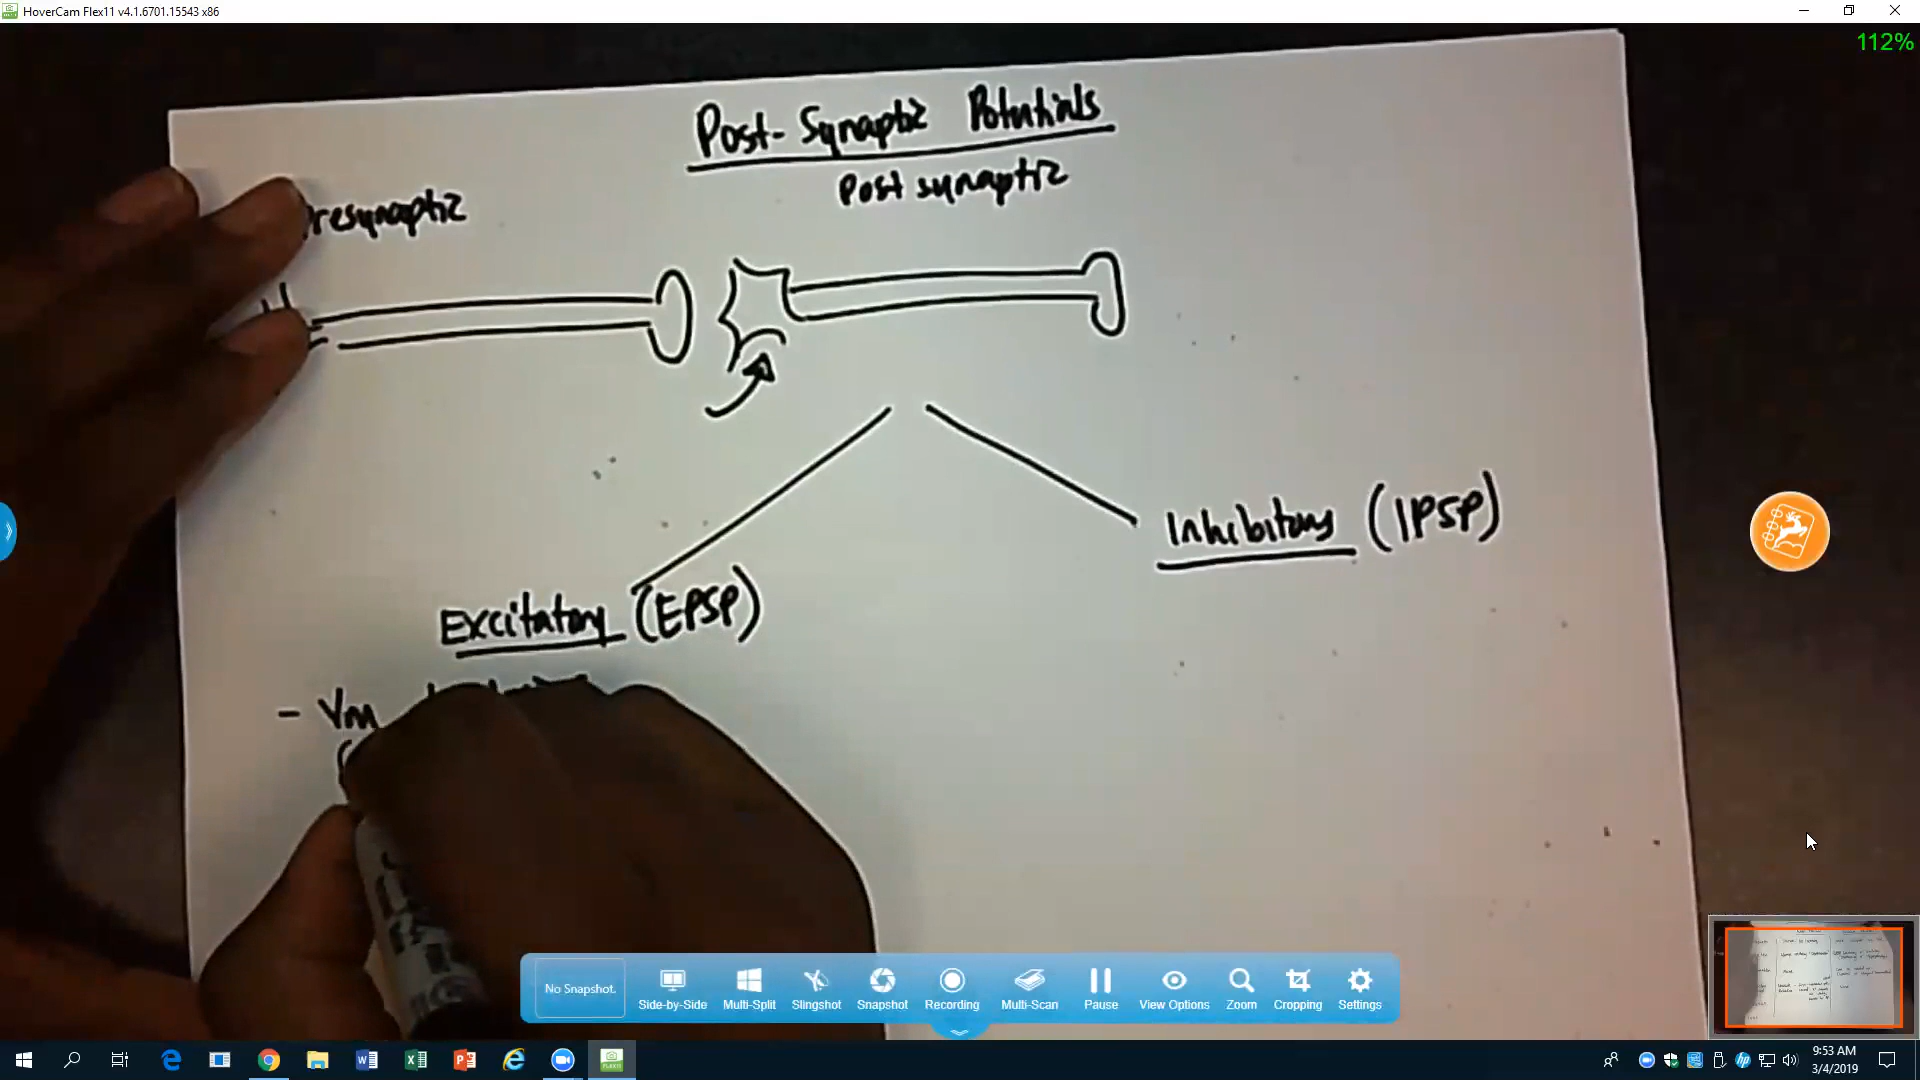 HoverCam Flex11 v4.1.6701.15543 x86
112%
Post-Synaptic Potentials
Post synaptic
Presynaptic
Inhibitory (IPSP)
Excitatory (EPSP)
- Vm
No Snapshot.
Side-by-Side
Multi-Split
Slingshot
Snapshot
Recording
Multi-Scan
Pause
View Options
Zoom
Cropping
Settings
9:53 AM
3/4/2019